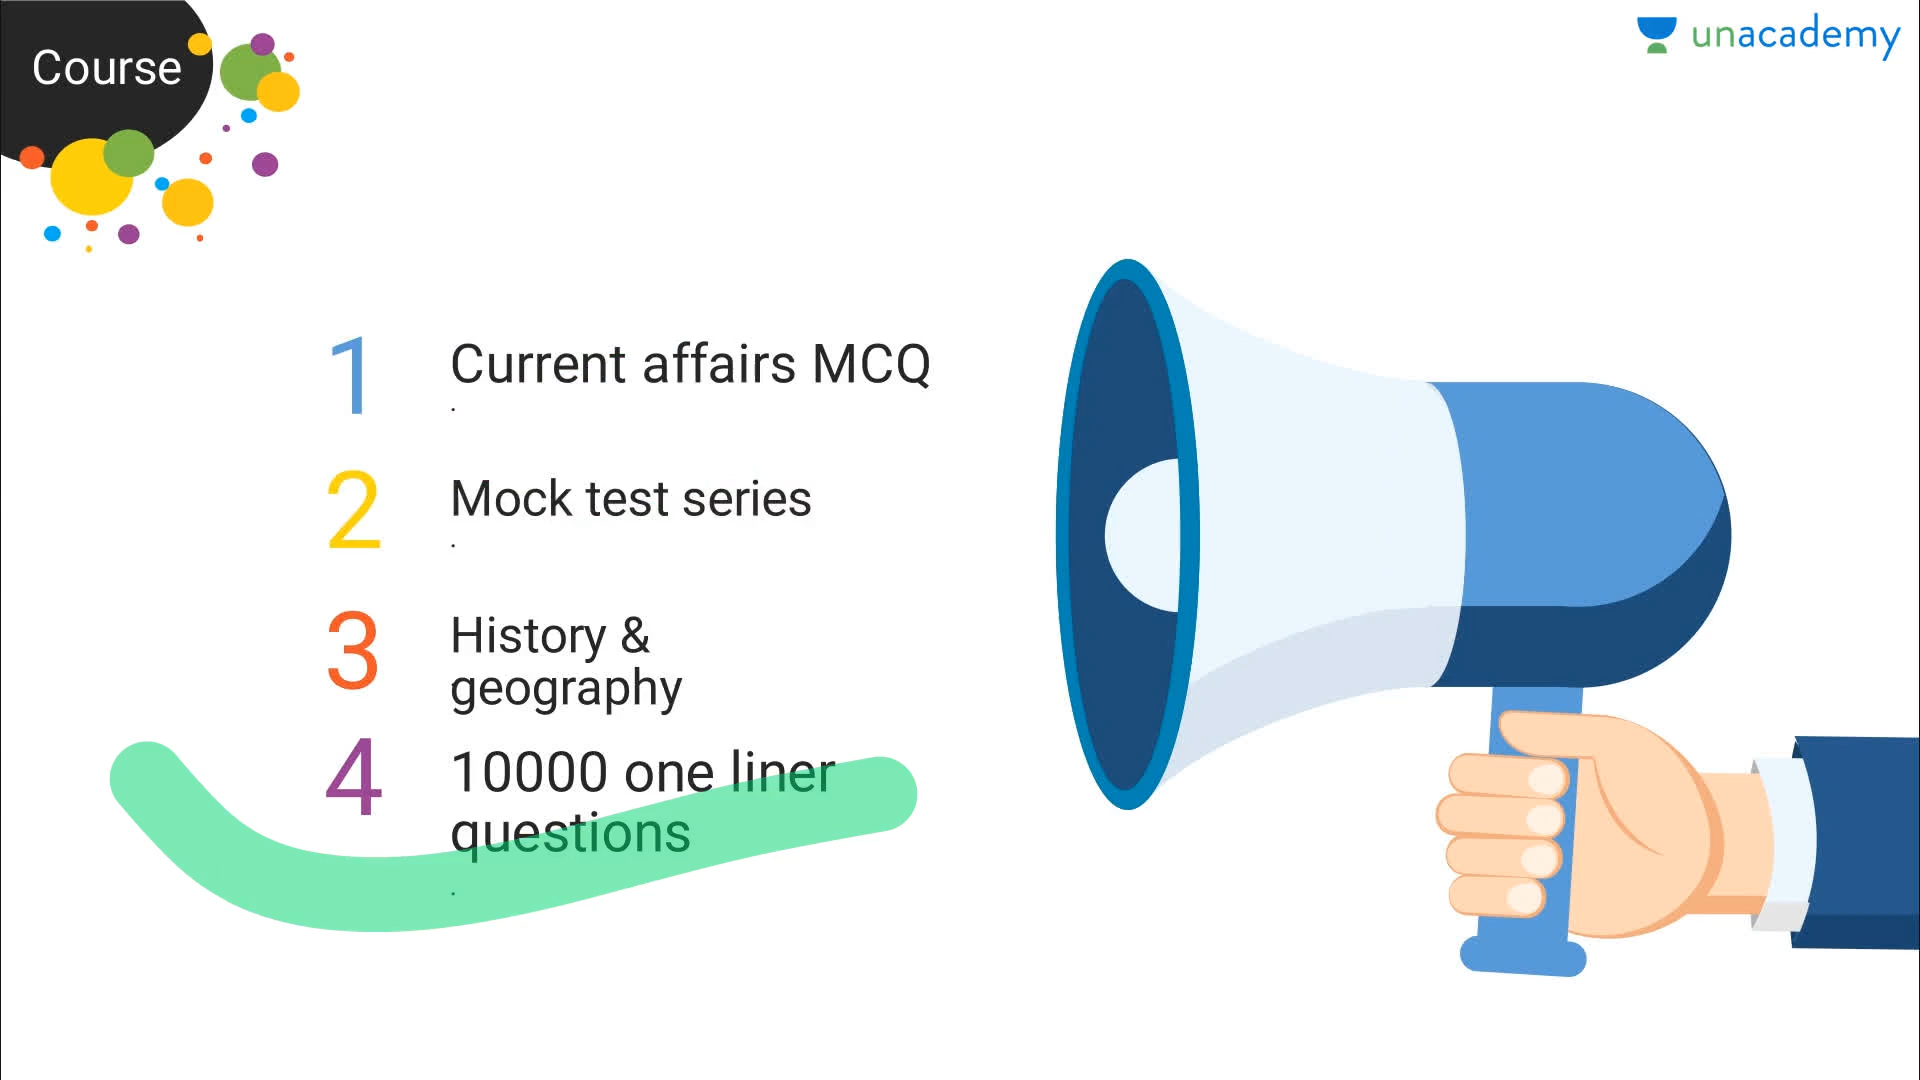 Course
unacademy
1 Current affairs MCQ
.
2 Mock test series
.
3 History &
geography
4 10000 one liner
questions
.